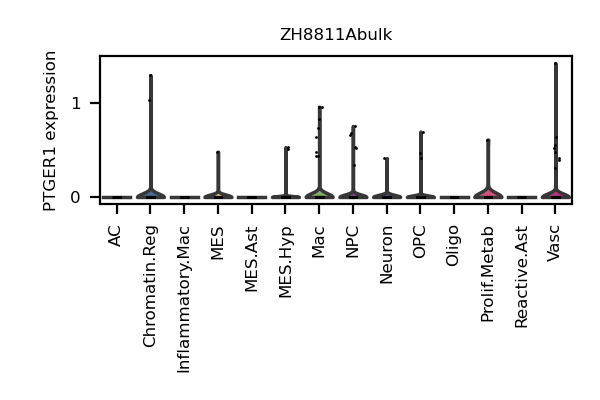 ZH8811Abulk
PTGER1 expression
1
0
AC
Chromatin.Reg
Inflammatory.Mac
MES
MES.Ast
MES.Hyp
Mac
NPC
Neuron
OPC
Oligo
Prolif.Metab
Reactive.Ast
Vasc